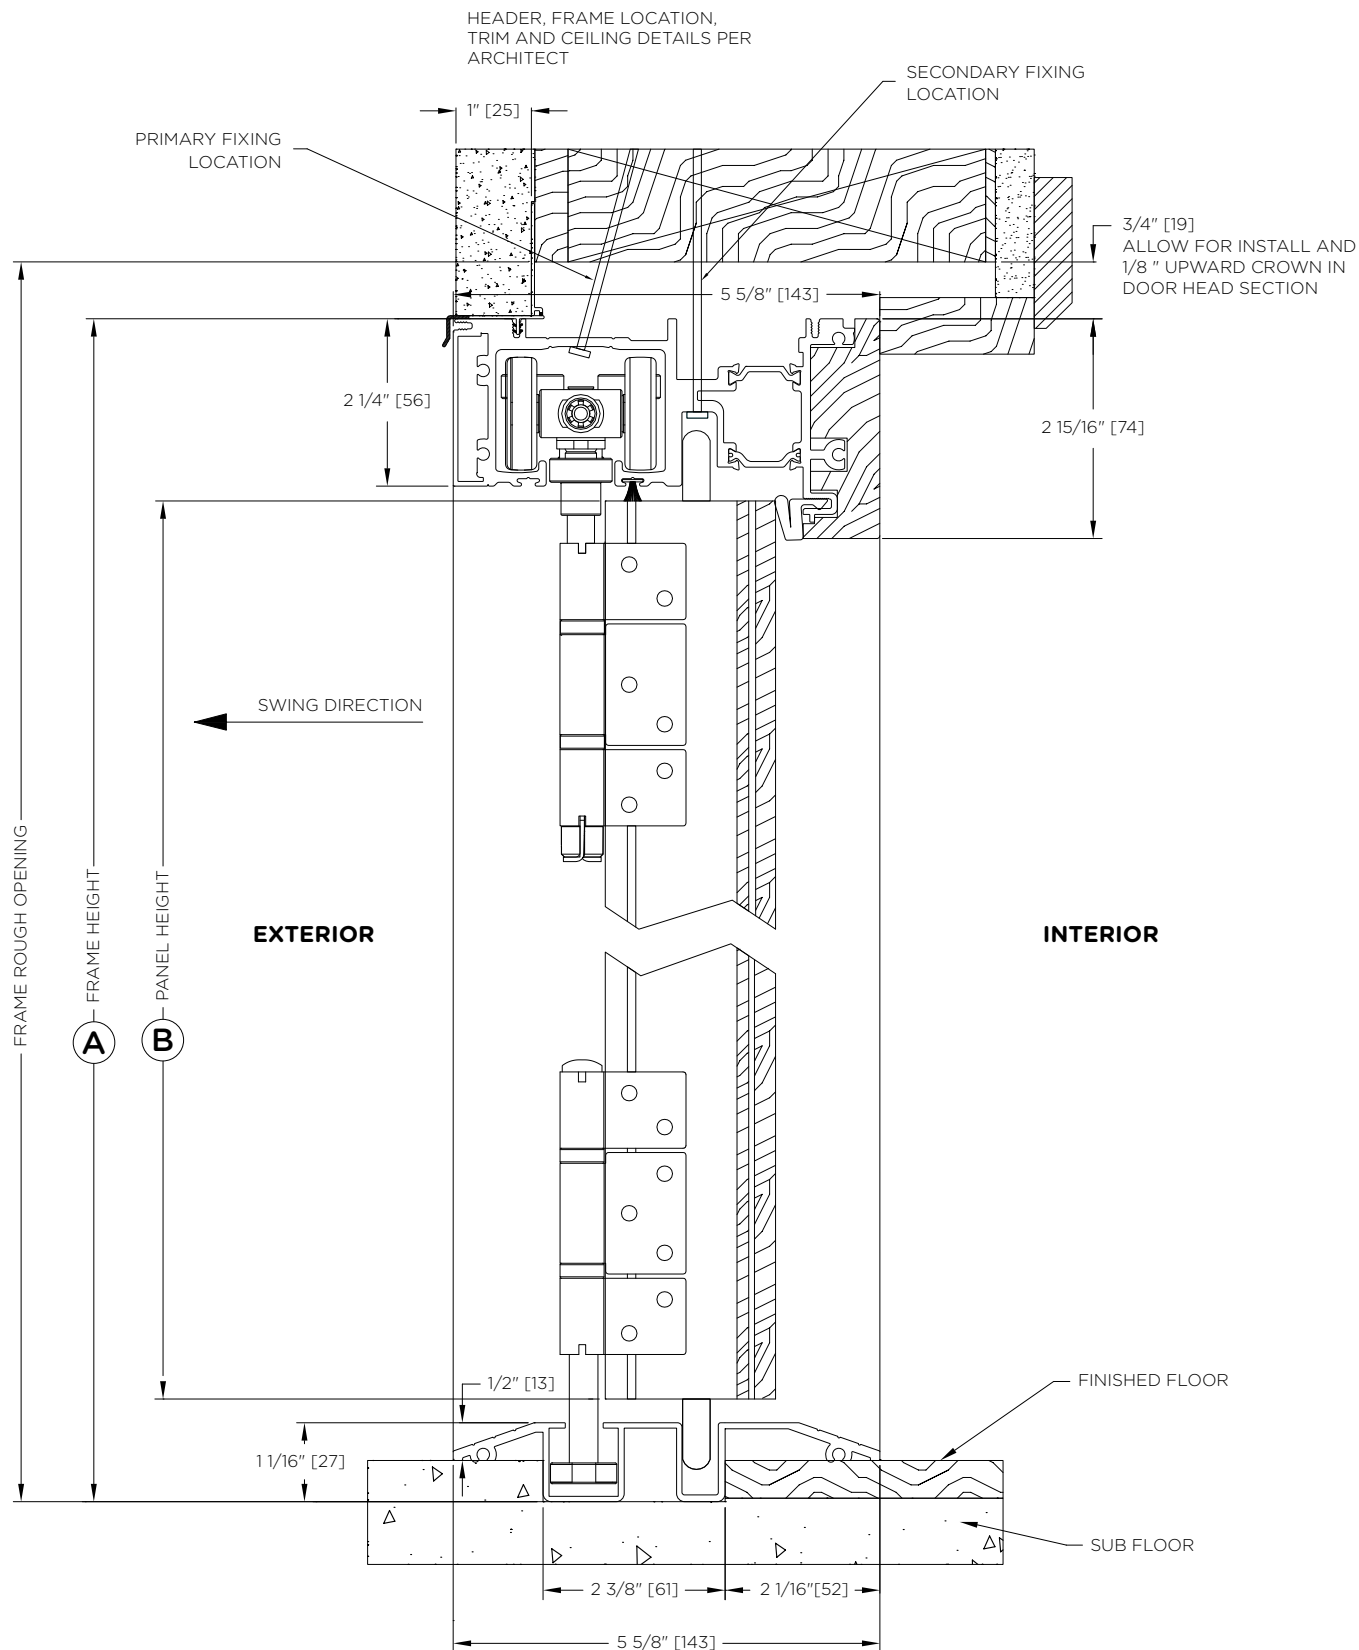 HEADER, FRAME LOCATION,
TRIM AND CEILING DETAILS PER
ARCHITECT
SECONDARY FIXING
LOCATION
1" [25]
PRIMARY FIXING
LOCATION
3/4" [19]
ALLOW FOR INSTALL AND
1/8 " UPWARD CROWN IN
DOOR HEAD SECTION
5 5/8" [143]
2 1/4" [56]
2 15/16" [74]
SWING DIRECTION
FRAME ROUGH OPENING
FRAME HEIGHT
A
PANEL HEIGHT
B
EXTERIOR
INTERIOR
1/2" [13]
FINISHED FLOOR
1 1/16" [27]
SUB FLOOR
2 3/8" [61]
2 1/16"[52]
5 5/8" [143]